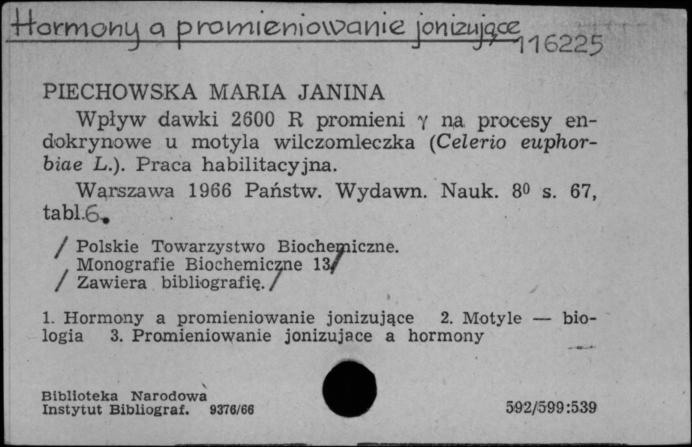 Hormony a promieniowanie jonizujące
116225
PIECHOWSKA MARIA JANINA
Wpływ dawki 2600 R promieni γ na procesy en-
dokrynowe u motyla wilczomleczka (Celerio euphor-
biae L.). Praca habilitacyjna.
Warszawa 1966 Państw. Wydawn. Nauk. 8⁰ s. 67,
tabl.6.
/ Polskie Towarzystwo Biochemiczne.
Monografie Biochemiczne 13/
/ Zawiera bibliografię./
1. Hormony a promieniowanie jonizujące 2. Motyle — bio-
logia 3. Promieniowanie jonizujace a hormony
Biblioteka Narodowa
Instytut Bibliograf. 9376/66
592/599:539